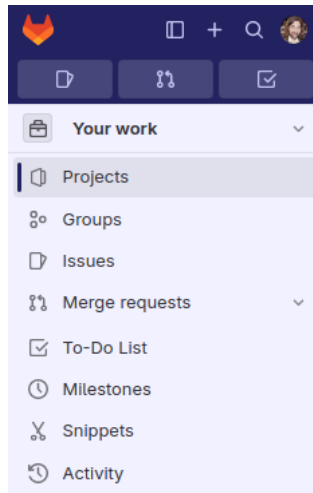 Your work
Projects
Groups
Issues
Merge requests
To-Do List
Milestones
Snippets
Activity